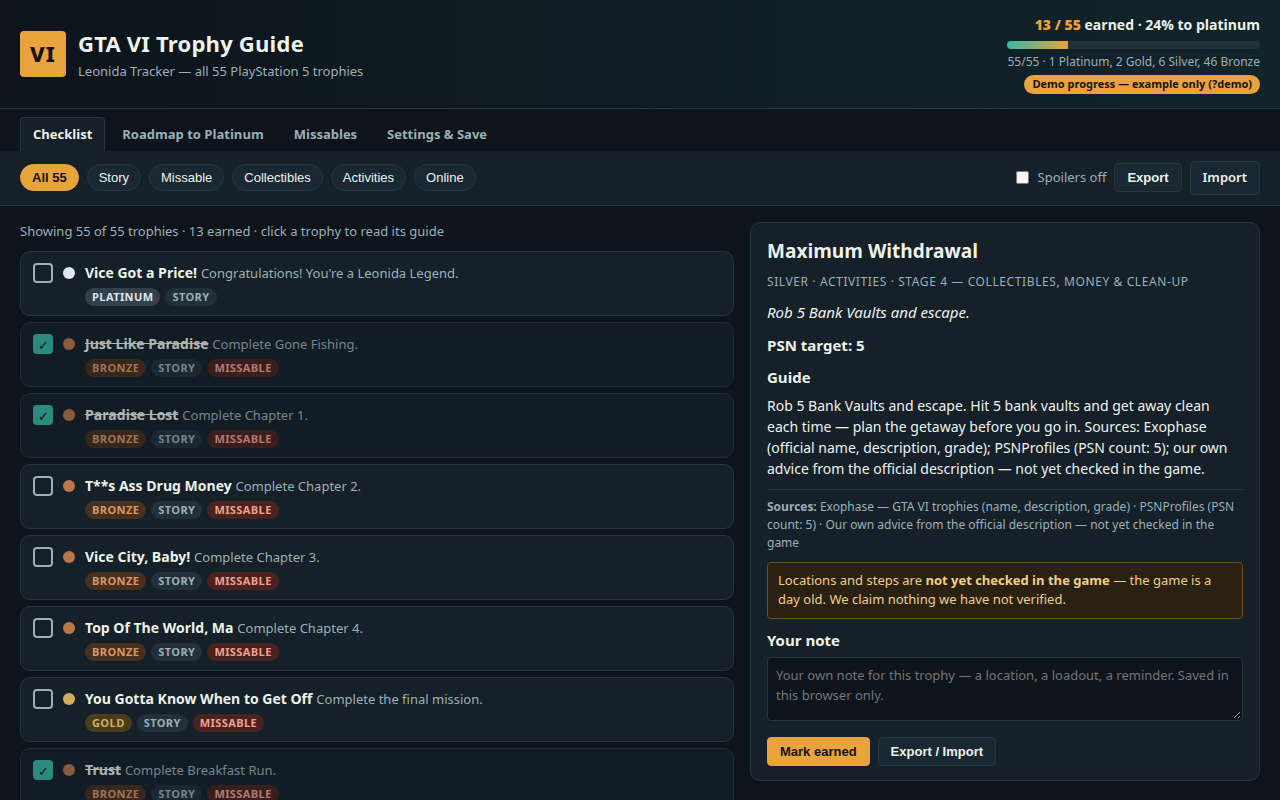 VI
GTA VI Trophy Guide
Leonida Tracker — all 55 PlayStation 5 trophies
13 / 55 earned · 24% to platinum
55/55 · 1 Platinum, 2 Gold, 6 Silver, 46 Bronze
Demo progress — example only (?demo)
Checklist
Roadmap to Platinum
Missables
Settings & Save
All 55
Story
Missable
Collectibles
Activities
Online
Spoilers off
Export
Import
Showing 55 of 55 trophies · 13 earned · click a trophy to read its guide
Vice Got a Price! Congratulations! You're a Leonida Legend.
PLATINUM STORY
✓ Just Like Paradise Complete Gone Fishing.
BRONZE STORY MISSABLE
✓ Paradise Lost Complete Chapter 1.
BRONZE STORY MISSABLE
T**s Ass Drug Money Complete Chapter 2.
BRONZE STORY MISSABLE
Vice City, Baby! Complete Chapter 3.
BRONZE STORY MISSABLE
Top Of The World, Ma Complete Chapter 4.
BRONZE STORY MISSABLE
You Gotta Know When to Get Off Complete the final mission.
GOLD STORY MISSABLE
✓ Trust Complete Breakfast Run.
BRONZE STORY MISSABLE
Maximum Withdrawal
SILVER · ACTIVITIES · STAGE 4 — COLLECTIBLES, MONEY & CLEAN-UP
Rob 5 Bank Vaults and escape.
PSN target: 5
Guide
Rob 5 Bank Vaults and escape. Hit 5 bank vaults and get away clean
each time — plan the getaway before you go in. Sources: Exophase
(official name, description, grade); PSNProfiles (PSN count: 5); our own
advice from the official description — not yet checked in the game.
Sources: Exophase — GTA VI trophies (name, description, grade) · PSNProfiles (PSN
count: 5) · Our own advice from the official description — not yet checked in the
game
Locations and steps are not yet checked in the game — the game is a
day old. We claim nothing we have not verified.
Your note
Your own note for this trophy — a location, a loadout, a reminder. Saved in
this browser only.
Mark earned
Export / Import